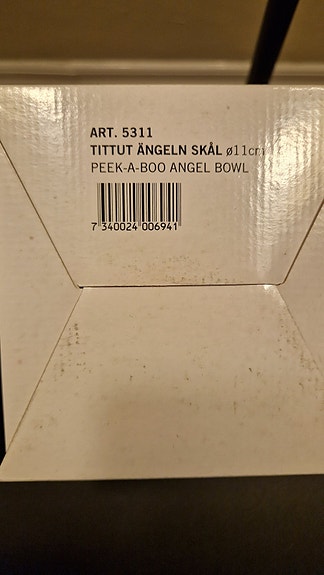 ART. 5311
TITTUT ÄNGELN SKÅL ø11cm
PEEK-A-BOO ANGEL BOWL
7 340024 006941